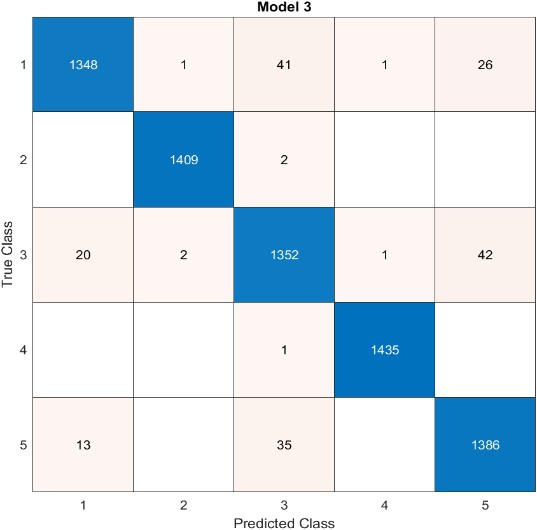 Model 3
1 1348 1 41 1 26
2 1409 2
3 20 2 1352 1 42
4 1 1435
5 13 35 1386
1 2 3 4 5
True Class
Predicted Class